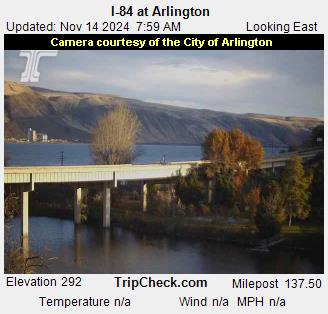 I-84 at Arlington
Updated: Nov 14 2024 7:59 AM Looking East
Camera courtesy of the City of Arlington
Elevation 292 TripCheck.com Milepost 137.50
Temperature n/a Wind n/a MPH n/a